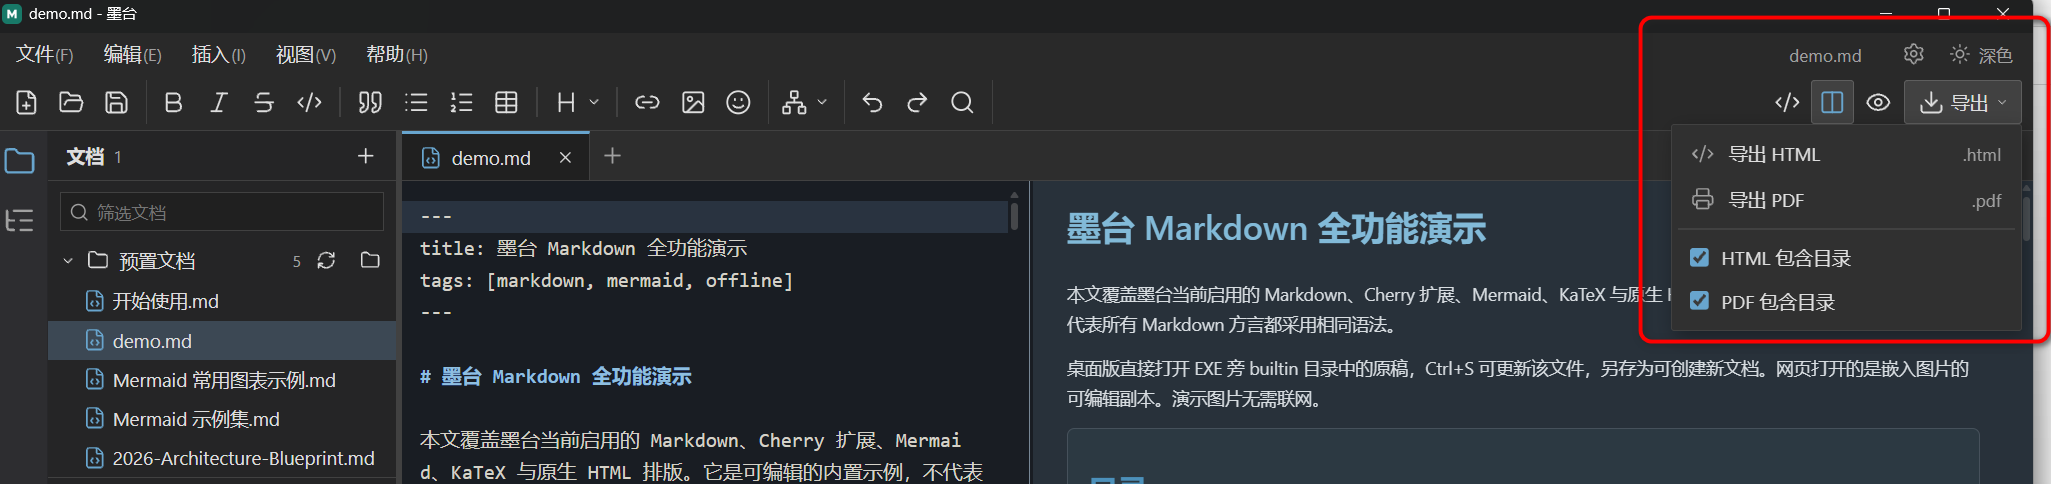 demo.md - 墨台
文件(F) 编辑(E) 插入(I) 视图(V) 帮助(H)
demo.md 深色
导出
文档 1
demo.md
筛选文档
预置文档 5
开始使用.md
demo.md
Mermaid 常用图表示例.md
Mermaid 示例集.md
2026-Architecture-Blueprint.md
---
title: 墨台 Markdown 全功能演示
tags: [markdown, mermaid, offline]
---
# 墨台 Markdown 全功能演示
本文覆盖墨台当前启用的 Markdown、Cherry 扩展、Mermai
d、KaTeX 与原生 HTML 排版。它是可编辑的内置示例，不代表
墨台 Markdown 全功能演示
本文覆盖墨台当前启用的 Markdown、Cherry 扩展、Mermaid、KaTeX 与原生
代表所有 Markdown 方言都采用相同语法。
桌面版直接打开 EXE 旁 builtin 目录中的原稿，Ctrl+S 可更新该文件，另存为可创建新文档。网页打开的是嵌入图片的
可编辑副本。演示图片无需联网。
导出 HTML .html
导出 PDF .pdf
HTML 包含目录
PDF 包含目录